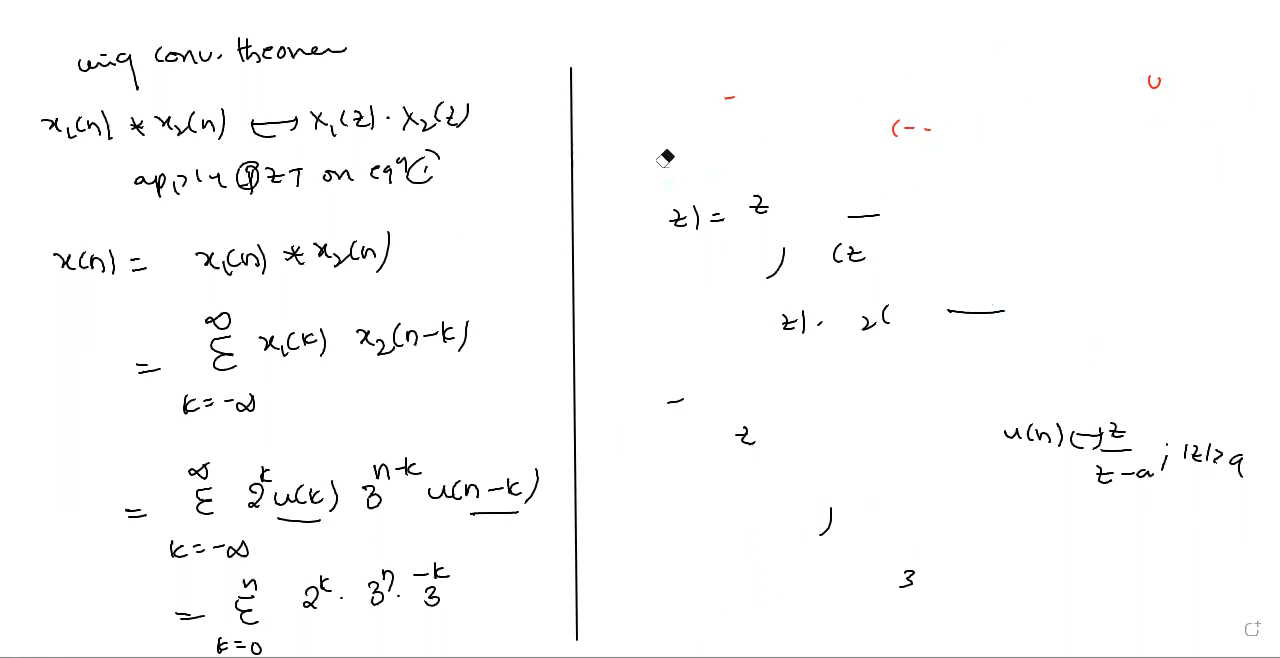 using conv. theorem
x₁(n) * x₂(n) ⟷ X₁(z) · X₂(z)
apply IZT on eqⁿ ①
x(n) = x₁(n) * x₂(n)
= Σ_{k=-∞}^{∞} x₁(k) x₂(n-k)
= Σ_{k=-∞}^{∞} 2^k u(k) 3^{n-k} u(n-k)
= Σ_{k=0}^{n} 2^k · 3^n · 3^{-k}
z) = z
(z
z) · 2(
z
u(n) ⟷ z/(z-a) ; |z|>a
3